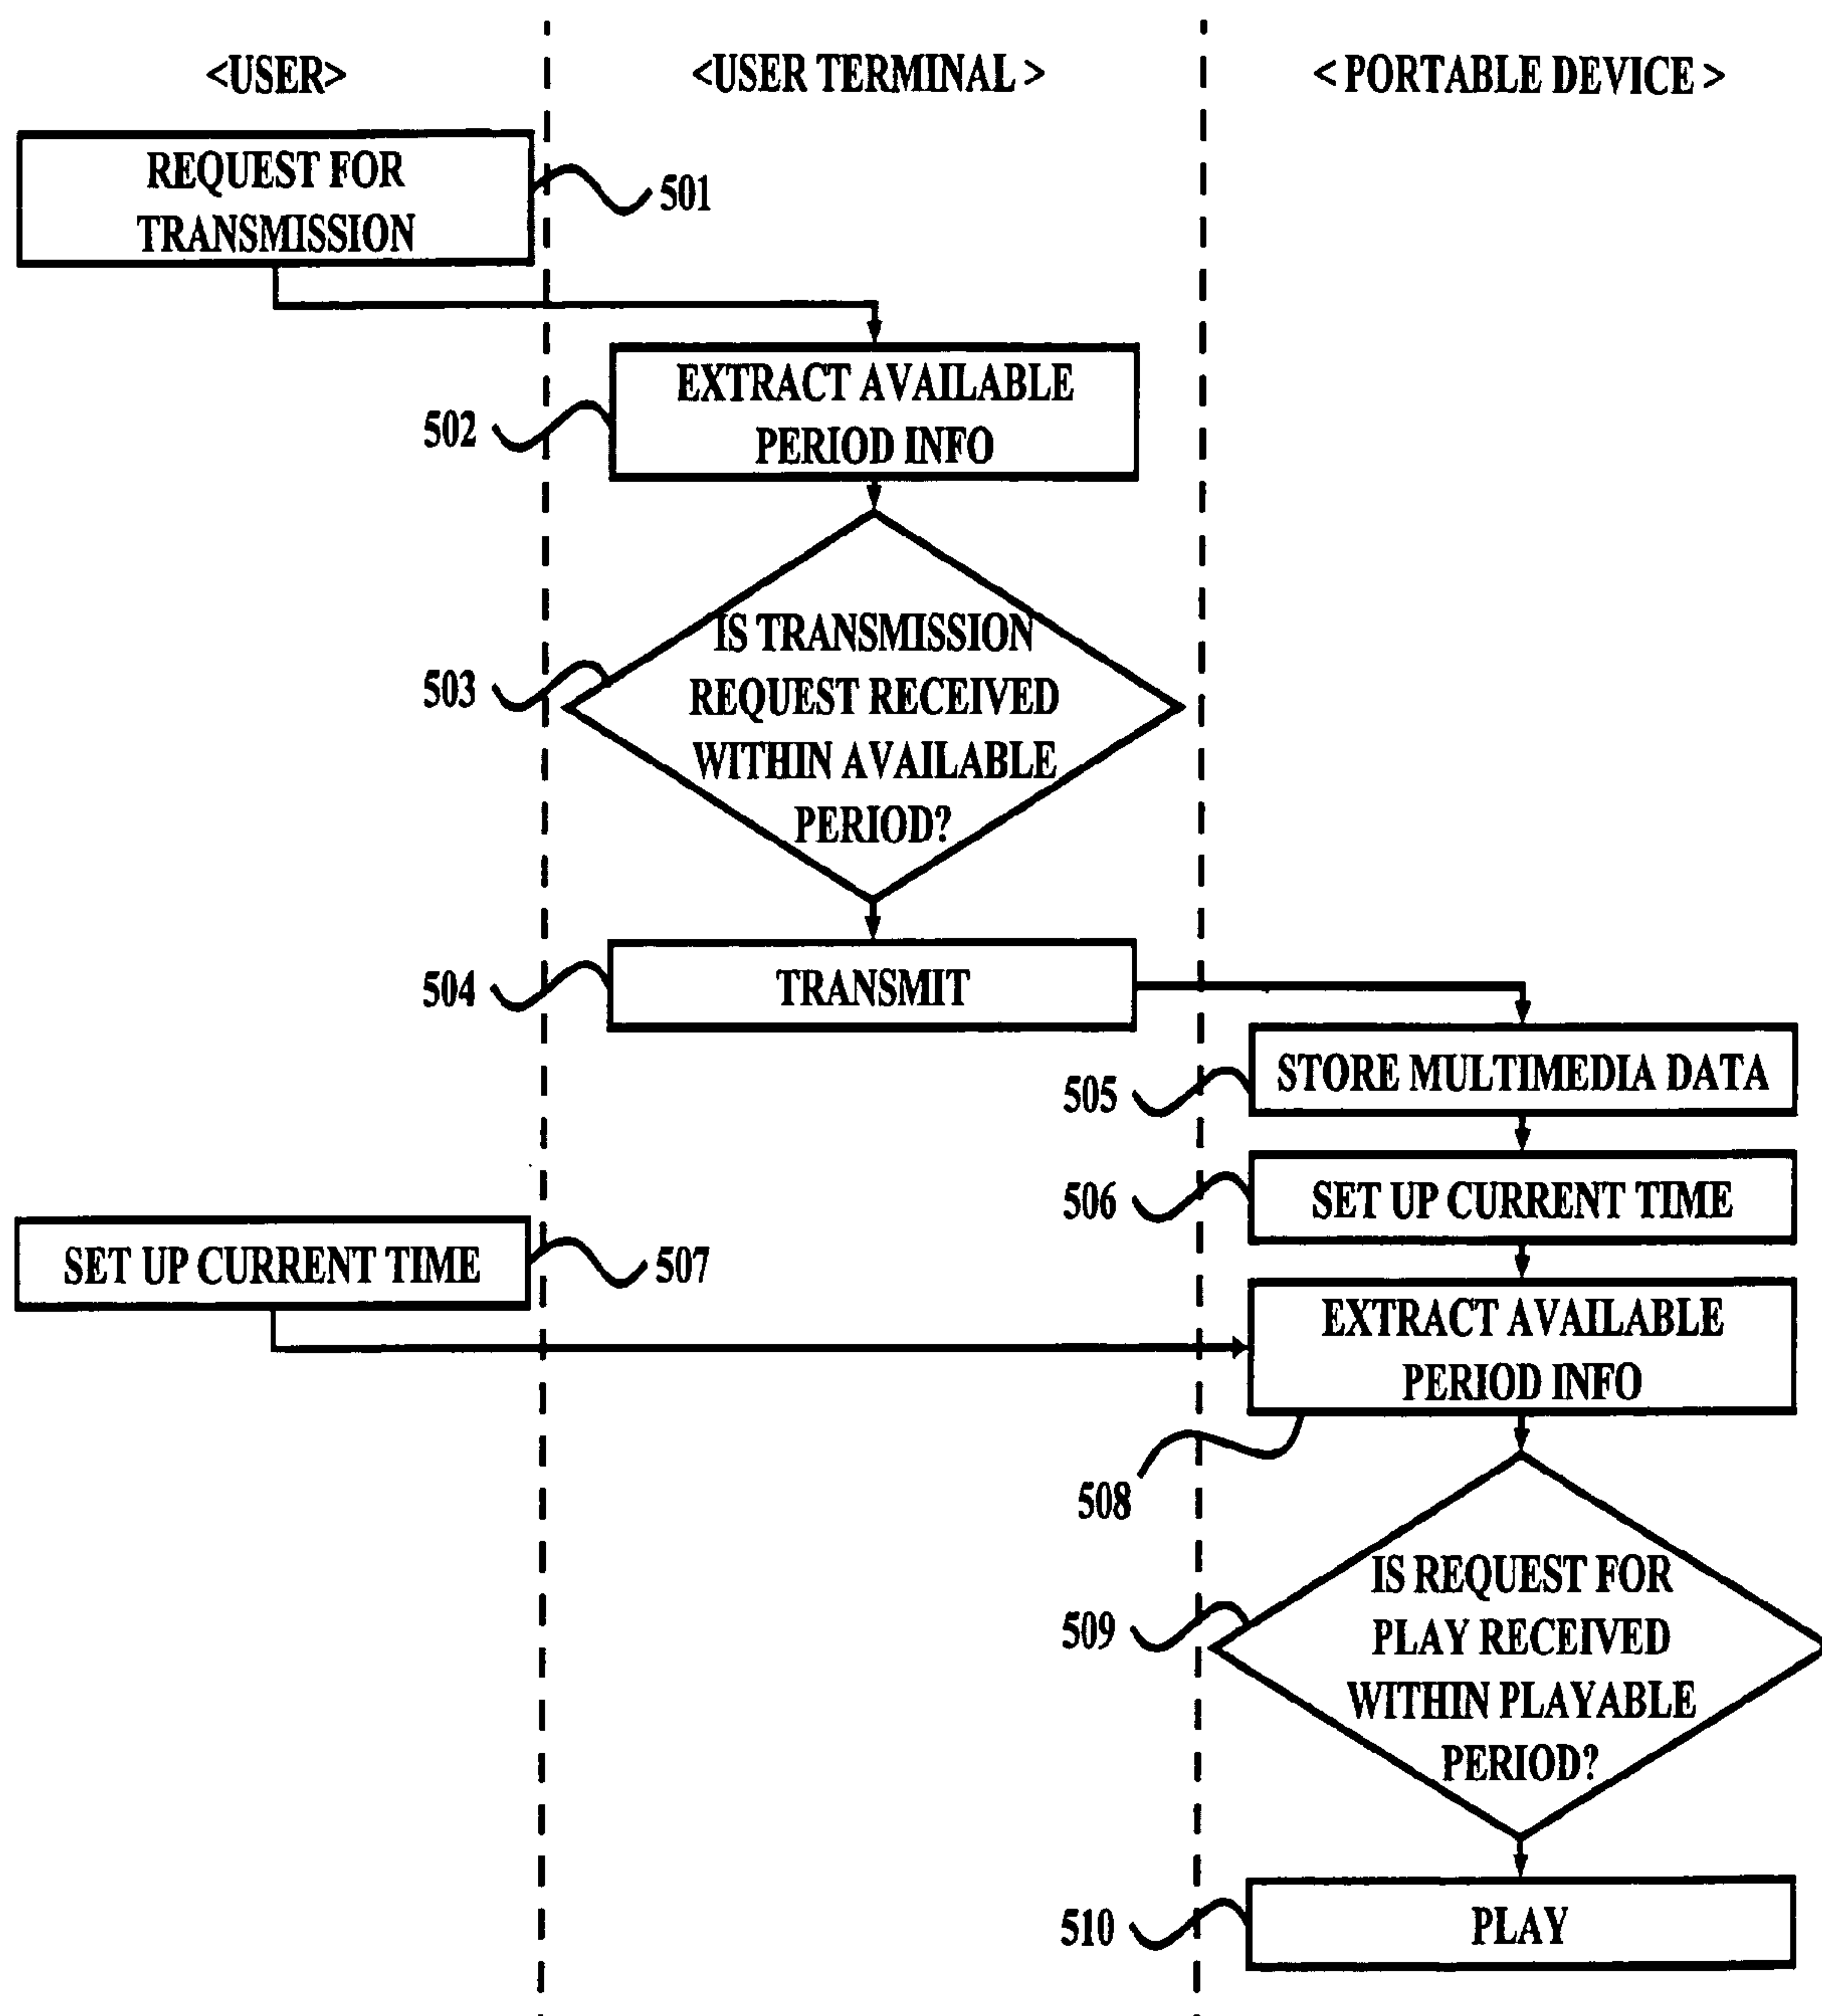 <USER>
<USER TERMINAL >
< PORTABLE DEVICE >
REQUEST FOR
TRANSMISSION
501
EXTRACT AVAILABLE
PERIOD INFO
502
IS TRANSMISSION
REQUEST RECEIVED
WITHIN AVAILABLE
PERIOD?
503
TRANSMIT
504
STORE MULTIMEDIA DATA
505
SET UP CURRENT TIME
506
SET UP CURRENT TIME
507
EXTRACT AVAILABLE
PERIOD INFO
508
IS REQUEST FOR
PLAY RECEIVED
WITHIN PLAYABLE
PERIOD?
509
PLAY
510